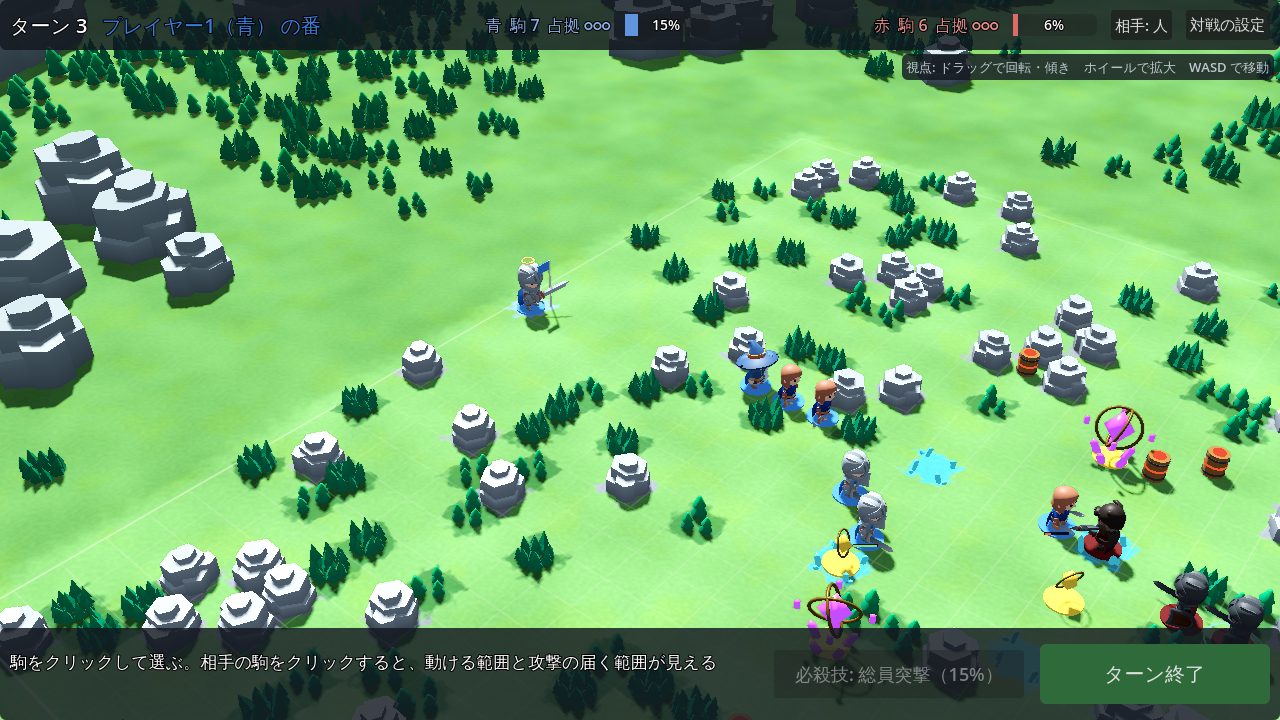 ターン 3 プレイヤー1（青） の番 青 駒 7 占拠 ooo 15% 赤 駒 6 占拠 ooo 6% 相手: 人 対戦の設定
視点: ドラッグで回転・傾き ホイールで拡大 WASD で移動
駒をクリックして選ぶ。相手の駒をクリックすると、動ける範囲と攻撃の届く範囲が見える
必殺技: 総員突撃（15%）
ターン終了